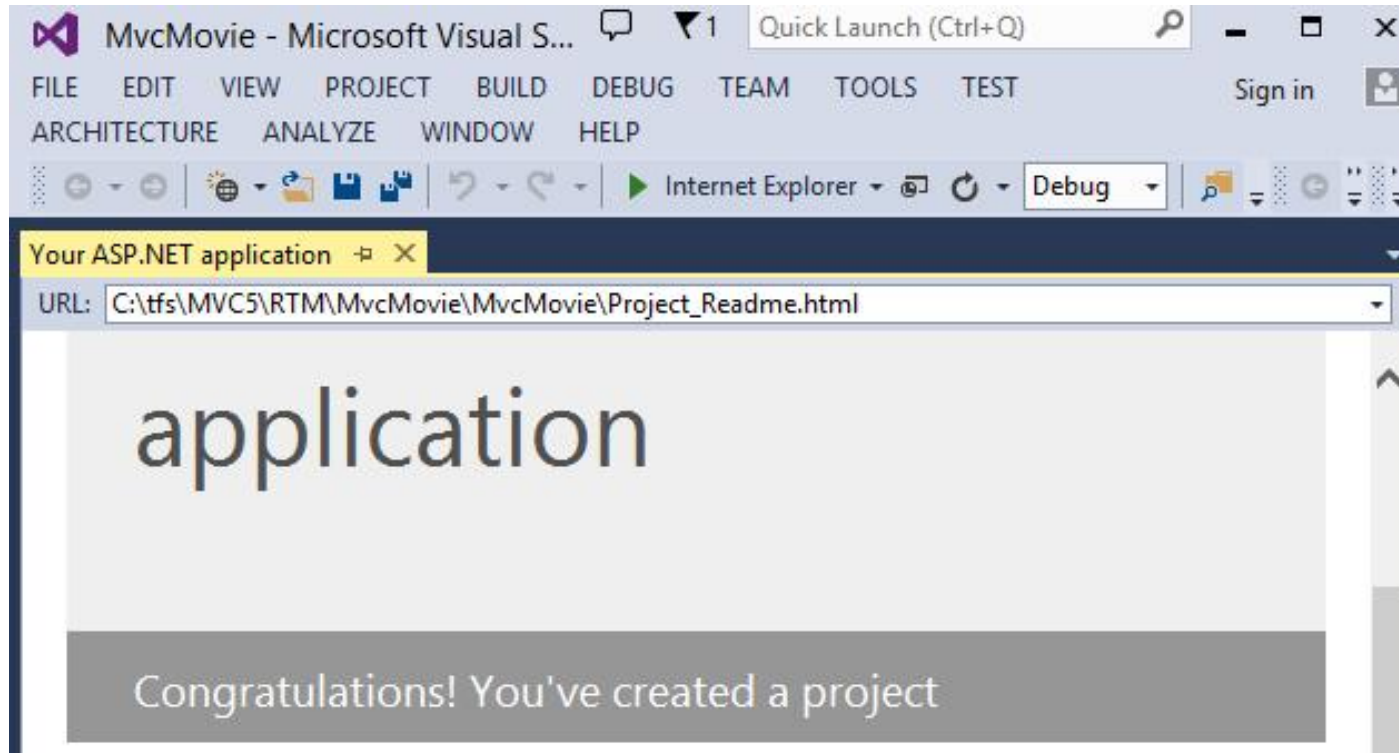 MvcMovie - Microsoft Visual S... 1 Quick Launch (Ctrl+Q)
FILE EDIT VIEW PROJECT BUILD DEBUG TEAM TOOLS TEST Sign in
ARCHITECTURE ANALYZE WINDOW HELP
Internet Explorer Debug
Your ASP.NET application
URL: C:\tfs\MVC5\RTM\MvcMovie\MvcMovie\Project_Readme.html
application
Congratulations! You've created a project